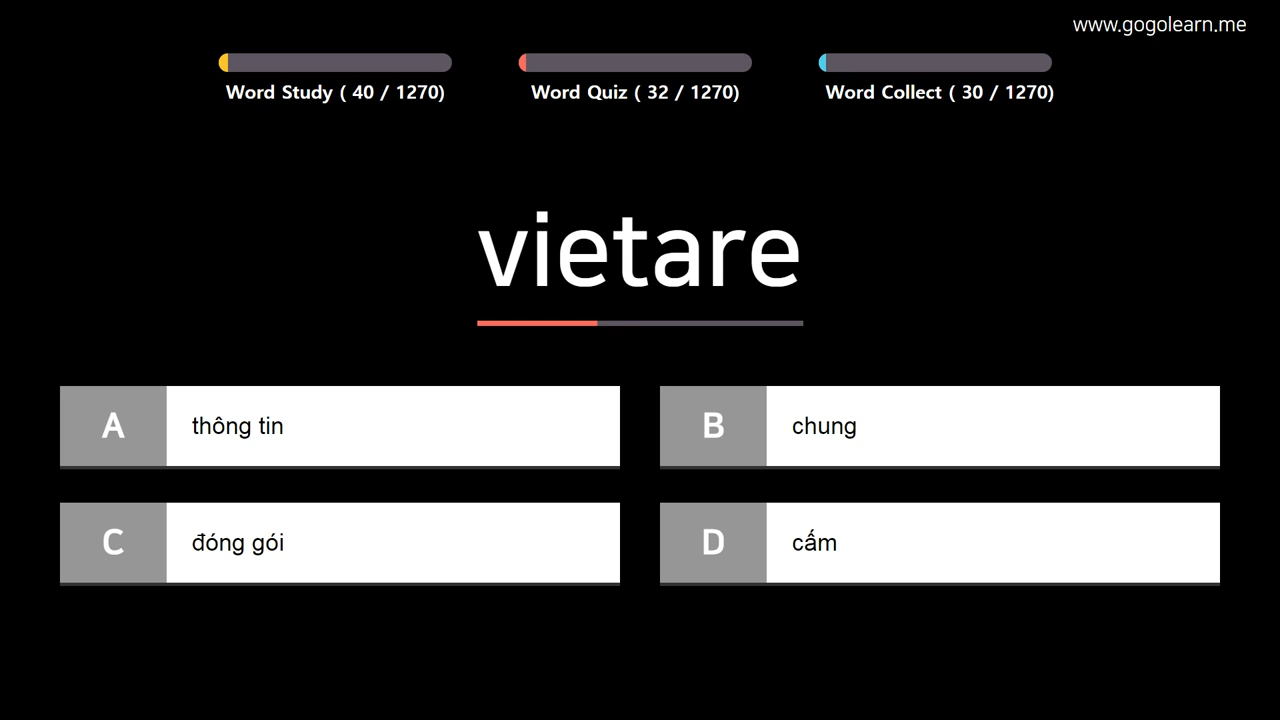 www.gogolearn.me
Word Study ( 40 / 1270)
Word Quiz ( 32 / 1270)
Word Collect ( 30 / 1270)
vietare
A thông tin
B chung
C đóng gói
D cấm